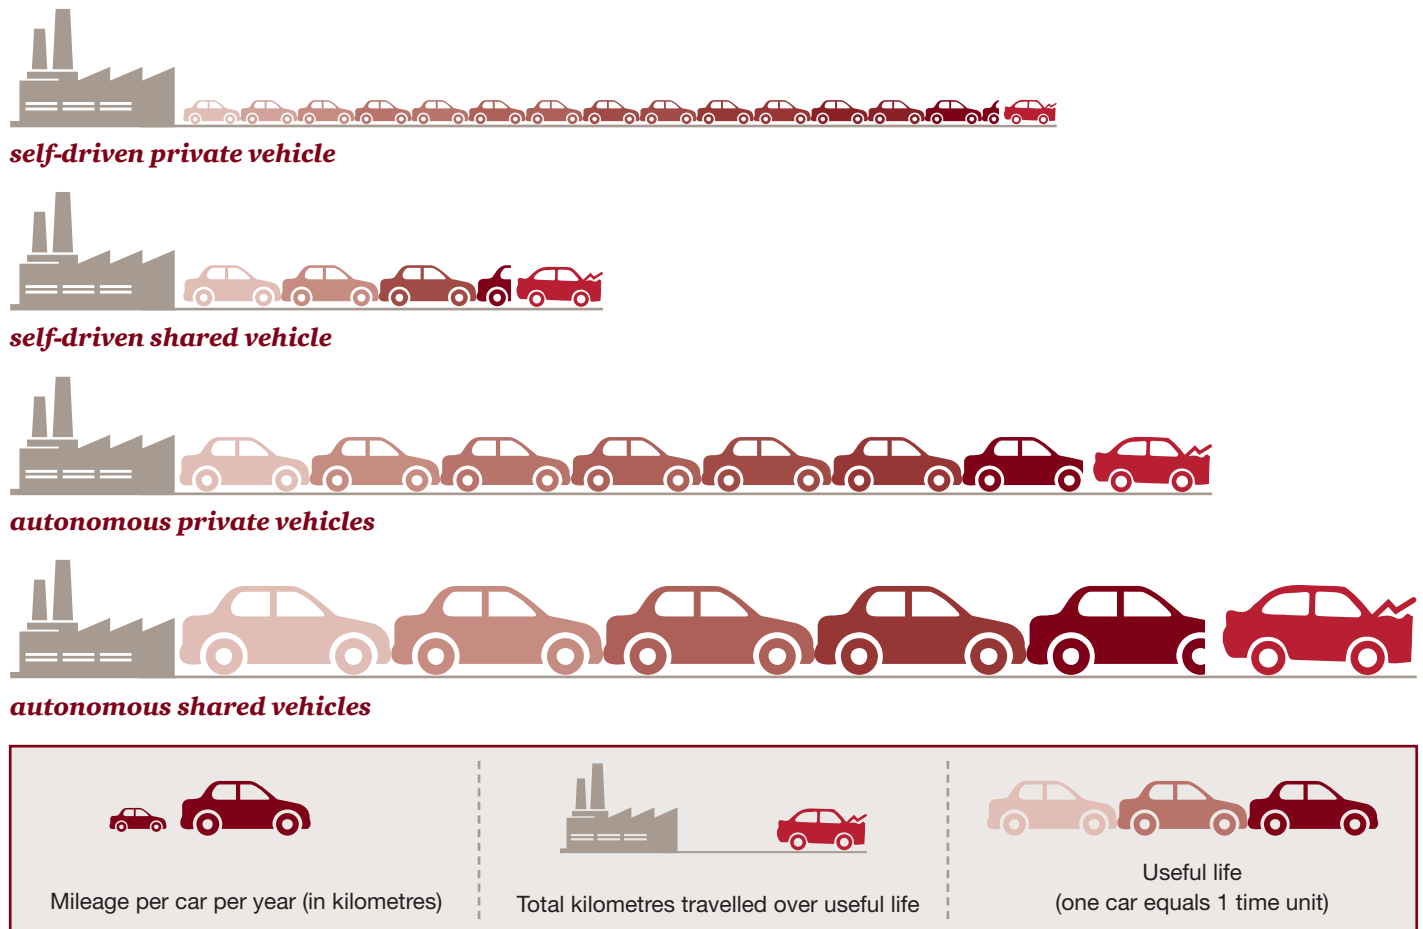 self-driven private vehicle
self-driven shared vehicle
autonomous private vehicles
autonomous shared vehicles
Mileage per car per year (in kilometres)
Total kilometres travelled over useful life
Useful life
(one car equals 1 time unit)